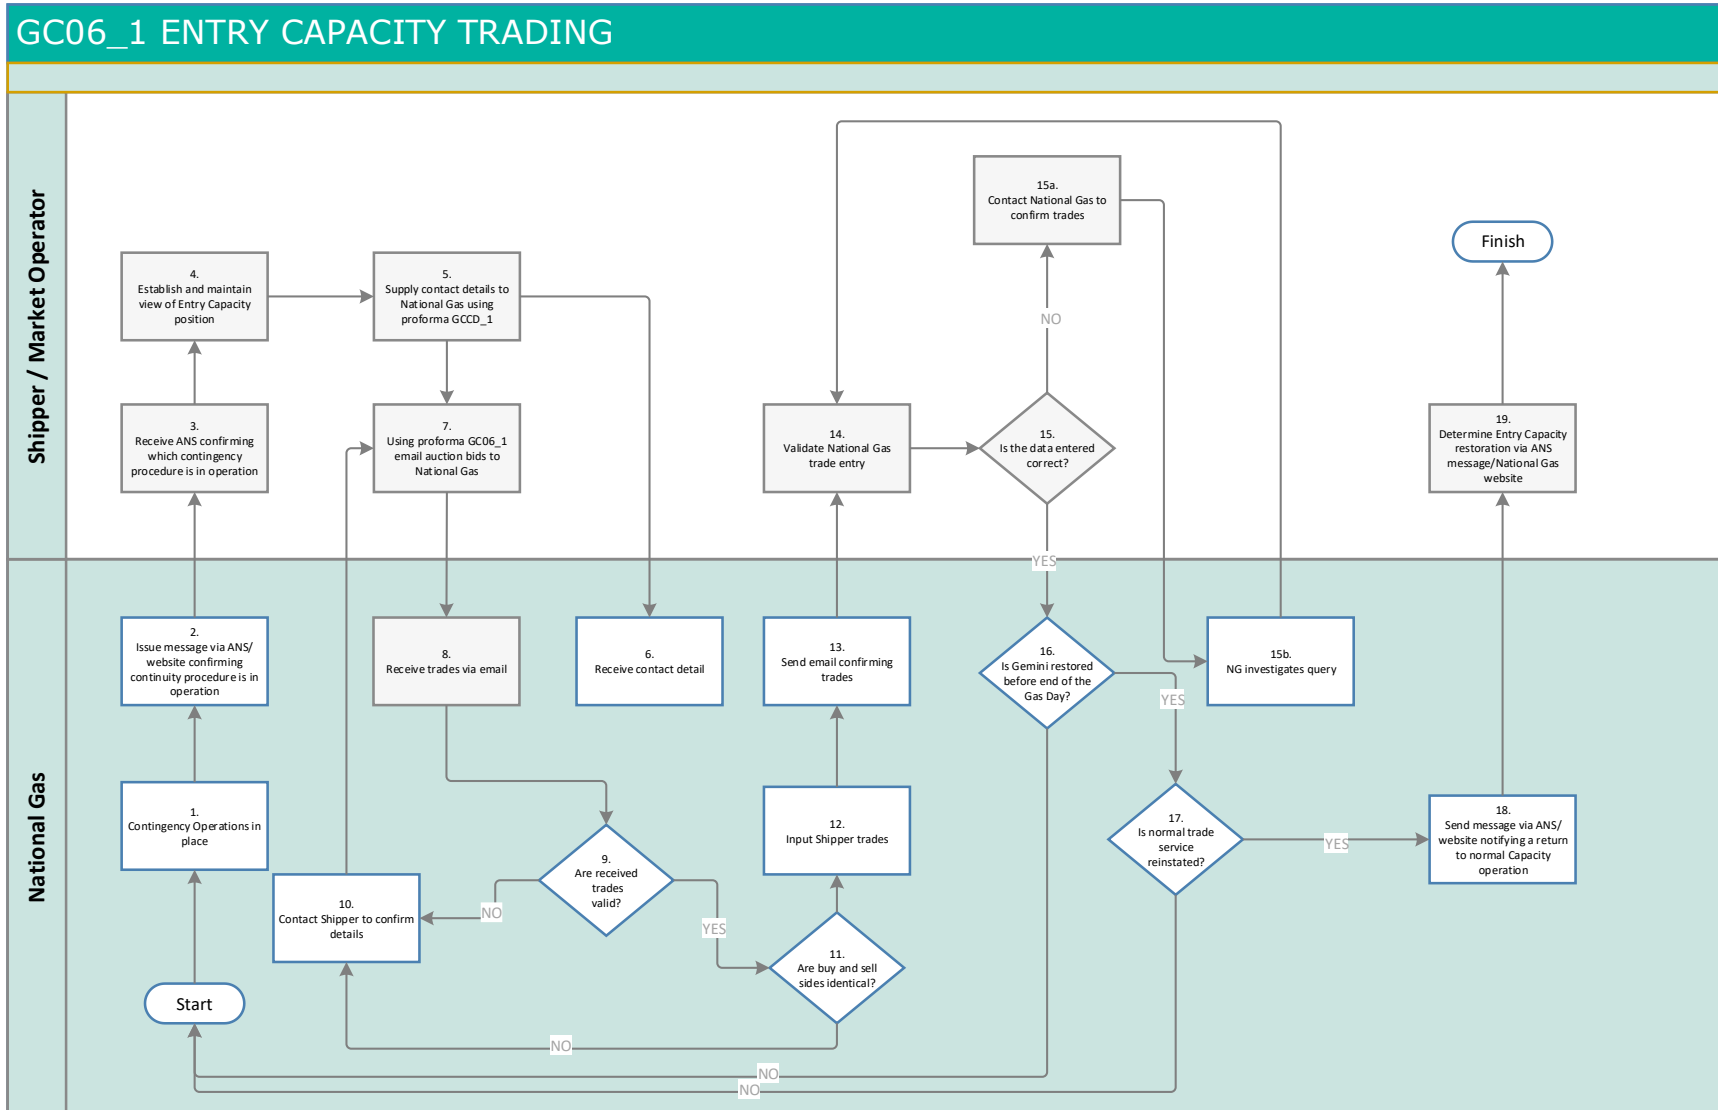 GC06_1 ENTRY CAPACITY TRADING
Shipper / Market Operator
15a.
Contact National Gas to
confirm trades
Finish
4.
Establish and maintain
view of Entry Capacity
position
5.
Supply contact details to
National Gas using
proforma GCCD_1
NO
3.
Receive ANS confirming
which contingency
procedure is in operation
7.
Using proforma GC06_1
email auction bids to
National Gas
14.
Validate National Gas
trade entry
15.
Is the data entered
correct?
19.
Determine Entry Capacity
restoration via ANS
message/National Gas
website
YES
National Gas
2.
Issue message via ANS/
website confirming
continuity procedure is in
operation
8.
Receive trades via email
6.
Receive contact detail
13.
Send email confirming
trades
16.
Is Gemini restored
before end of the
Gas Day?
15b.
NG investigates query
YES
1.
Contingency Operations in
place
12.
Input Shipper trades
17.
Is normal trade
service
reinstated?
YES
18.
Send message via ANS/
website notifying a return
to normal Capacity
operation
9.
Are received
trades
valid?
10.
Contact Shipper to confirm
details
NO
YES
11.
Are buy and sell
sides identical?
Start
NO
NO
NO